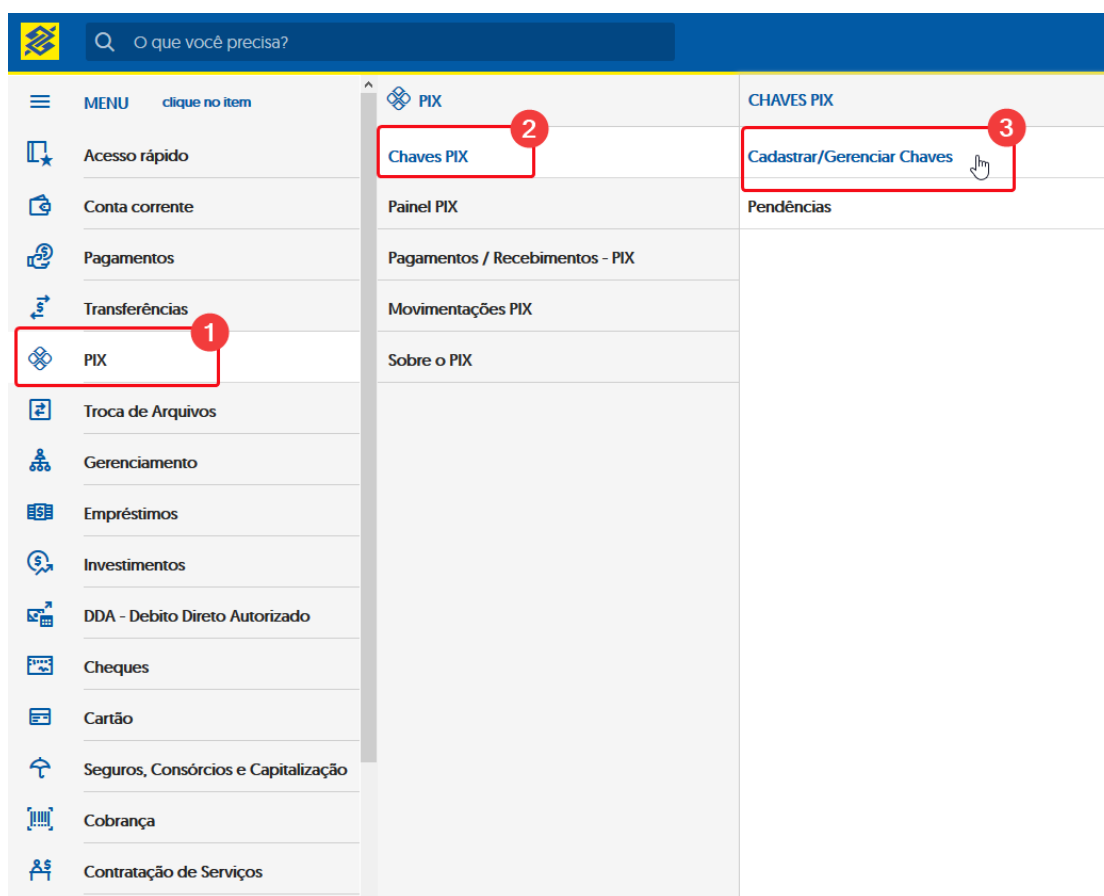 O que você precisa?
MENU clique no item
Acesso rápido
Conta corrente
Pagamentos
Transferências
1
PIX
Troca de Arquivos
Gerenciamento
Empréstimos
Investimentos
DDA - Debito Direto Autorizado
Cheques
Cartão
Seguros, Consórcios e Capitalização
Cobrança
Contratação de Serviços
PIX
2
Chaves PIX
Painel PIX
Pagamentos / Recebimentos - PIX
Movimentações PIX
Sobre o PIX
CHAVES PIX
3
Cadastrar/Gerenciar Chaves
Pendências